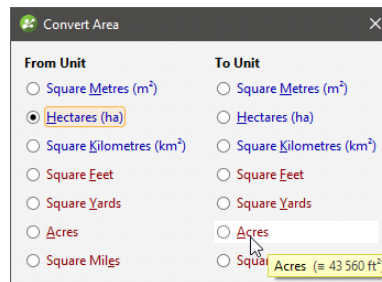 Convert Area
From Unit To Unit
Square Metres (m²) Square Metres (m²)
Hectares (ha) Hectares (ha)
Square Kilometres (km²) Square Kilometres (km²)
Square Feet Square Feet
Square Yards Square Yards
Acres Acres
Square Miles Squa Acres (≡ 43 560 ft²